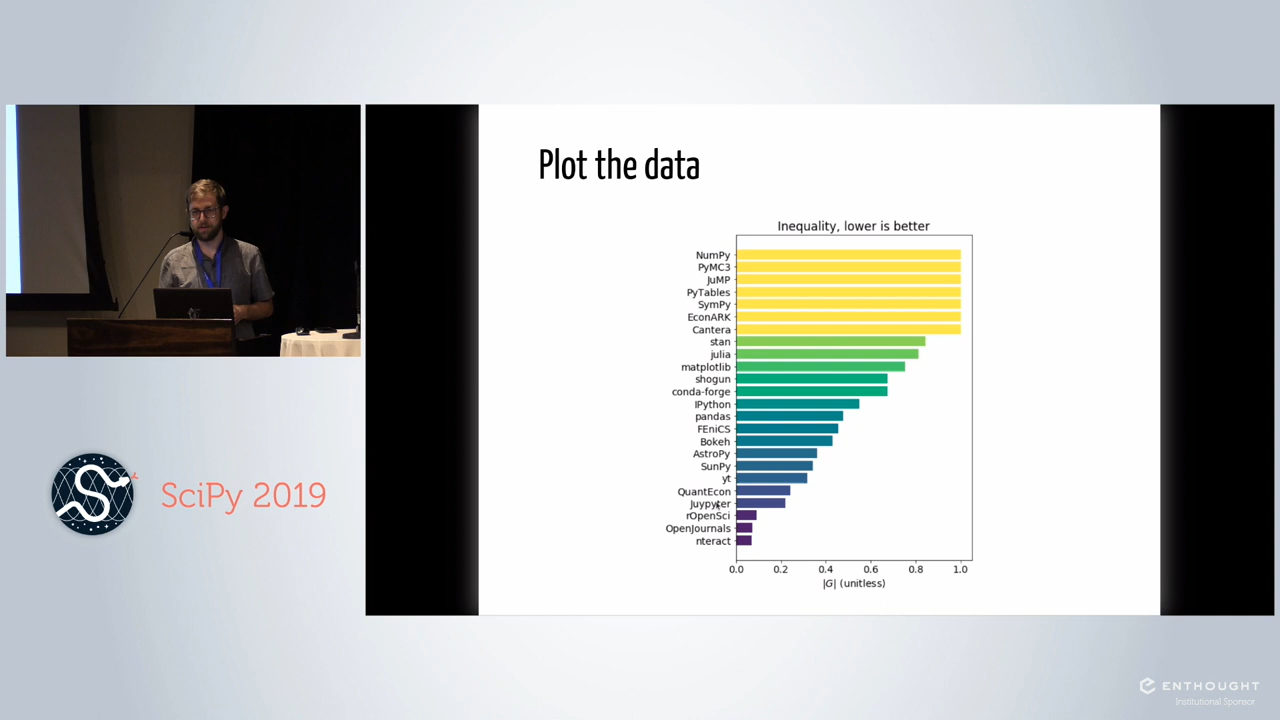 Plot the data
Inequality, lower is better
NumPy
PyMC3
JuMP
PyTables
SymPy
EconARK
Cantera
stan
julia
matplotlib
shogun
conda-forge
IPython
pandas
FEniCS
Bokeh
AstroPy
SunPy
yt
QuantEcon
Juypyter
rOpenSci
OpenJournals
nteract
0.0 0.2 0.4 0.6 0.8 1.0
|G| (unitless)
SciPy 2019
ENTHOUGHT
Institutional Sponsor